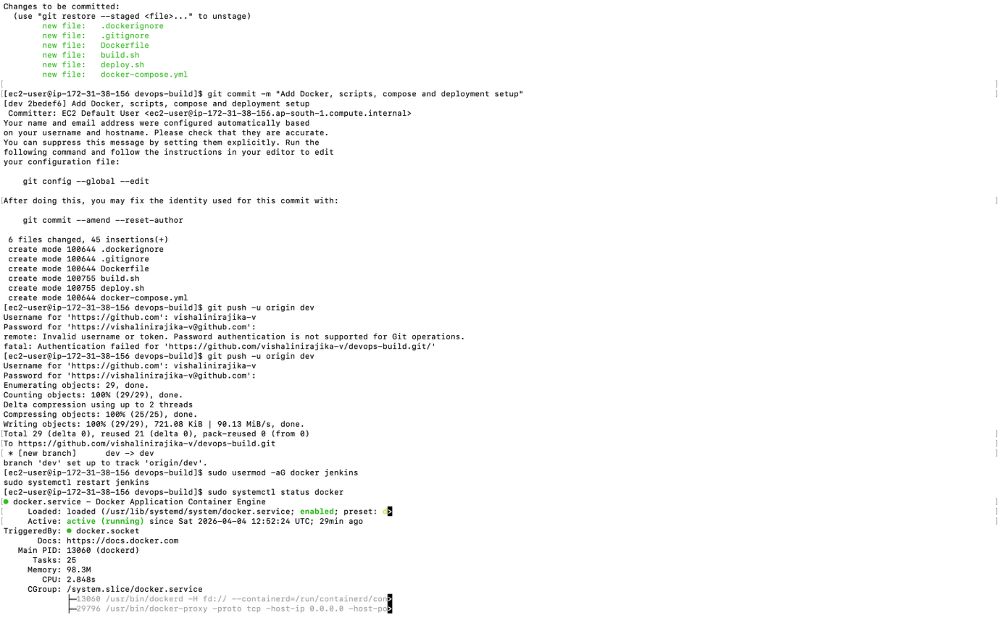 Changes to be committed:
  (use "git restore --staged <file>..." to unstage)
        new file:   .dockerignore
        new file:   .gitignore
        new file:   Dockerfile
        new file:   build.sh
        new file:   deploy.sh
        new file:   docker-compose.yml
[                                                                                    ]
[[ec2-user@ip-172-31-38-156 devops-build]$ git commit -m "Add Docker, scripts, compose and deployment setup" ]
[dev 2bedef6] Add Docker, scripts, compose and deployment setup
 Committer: EC2 Default User <ec2-user@ip-172-31-38-156.ap-south-1.compute.internal>
Your name and email address were configured automatically based
on your username and hostname. Please check that they are accurate.
You can suppress this message by setting them explicitly. Run the
following command and follow the instructions in your editor to edit
your configuration file:

    git config --global --edit

[After doing this, you may fix the identity used for this commit with: ]

    git commit --amend --reset-author

 6 files changed, 45 insertions(+)
 create mode 100644 .dockerignore
 create mode 100644 .gitignore
 create mode 100644 Dockerfile
 create mode 100755 build.sh
 create mode 100755 deploy.sh
 create mode 100644 docker-compose.yml
[ec2-user@ip-172-31-38-156 devops-build]$ git push -u origin dev
Username for 'https://github.com': vishalinirajika-v
Password for 'https://vishalinirajika-v@github.com':
remote: Invalid username or token. Password authentication is not supported for Git operations.
fatal: Authentication failed for 'https://github.com/vishalinirajika-v/devops-build.git/'
[ec2-user@ip-172-31-38-156 devops-build]$ git push -u origin dev
Username for 'https://github.com': vishalinirajika-v
Password for 'https://vishalinirajika-v@github.com':
Enumerating objects: 29, done.
Counting objects: 100% (29/29), done.
Delta compression using up to 2 threads
Compressing objects: 100% (25/25), done.
Writing objects: 100% (29/29), 721.08 KiB | 90.13 MiB/s, done.
[Total 29 (delta 0), reused 21 (delta 0), pack-reused 0 (from 0) ]
[To https://github.com/vishalinirajika-v/devops-build.git ]
[ * [new branch]      dev -> dev ]
branch 'dev' set up to track 'origin/dev'.
[ec2-user@ip-172-31-38-156 devops-build]$ sudo usermod -aG docker jenkins
sudo systemctl restart jenkins
[ec2-user@ip-172-31-38-156 devops-build]$ sudo systemctl status docker
[● docker.service - Docker Application Container Engine ]
[     Loaded: loaded (/usr/lib/systemd/system/docker.service; enabled; preset: d> ]
[     Active: active (running) since Sat 2026-04-04 12:52:24 UTC; 29min ago ]
TriggeredBy: ● docker.socket
       Docs: https://docs.docker.com
   Main PID: 13060 (dockerd)
      Tasks: 25
     Memory: 98.3M
        CPU: 2.848s
     CGroup: /system.slice/docker.service
             ├─13060 /usr/bin/dockerd -H fd:// --containerd=/run/containerd/con>
             ├─29796 /usr/bin/docker-proxy -proto tcp -host-ip 0.0.0.0 -host-po>